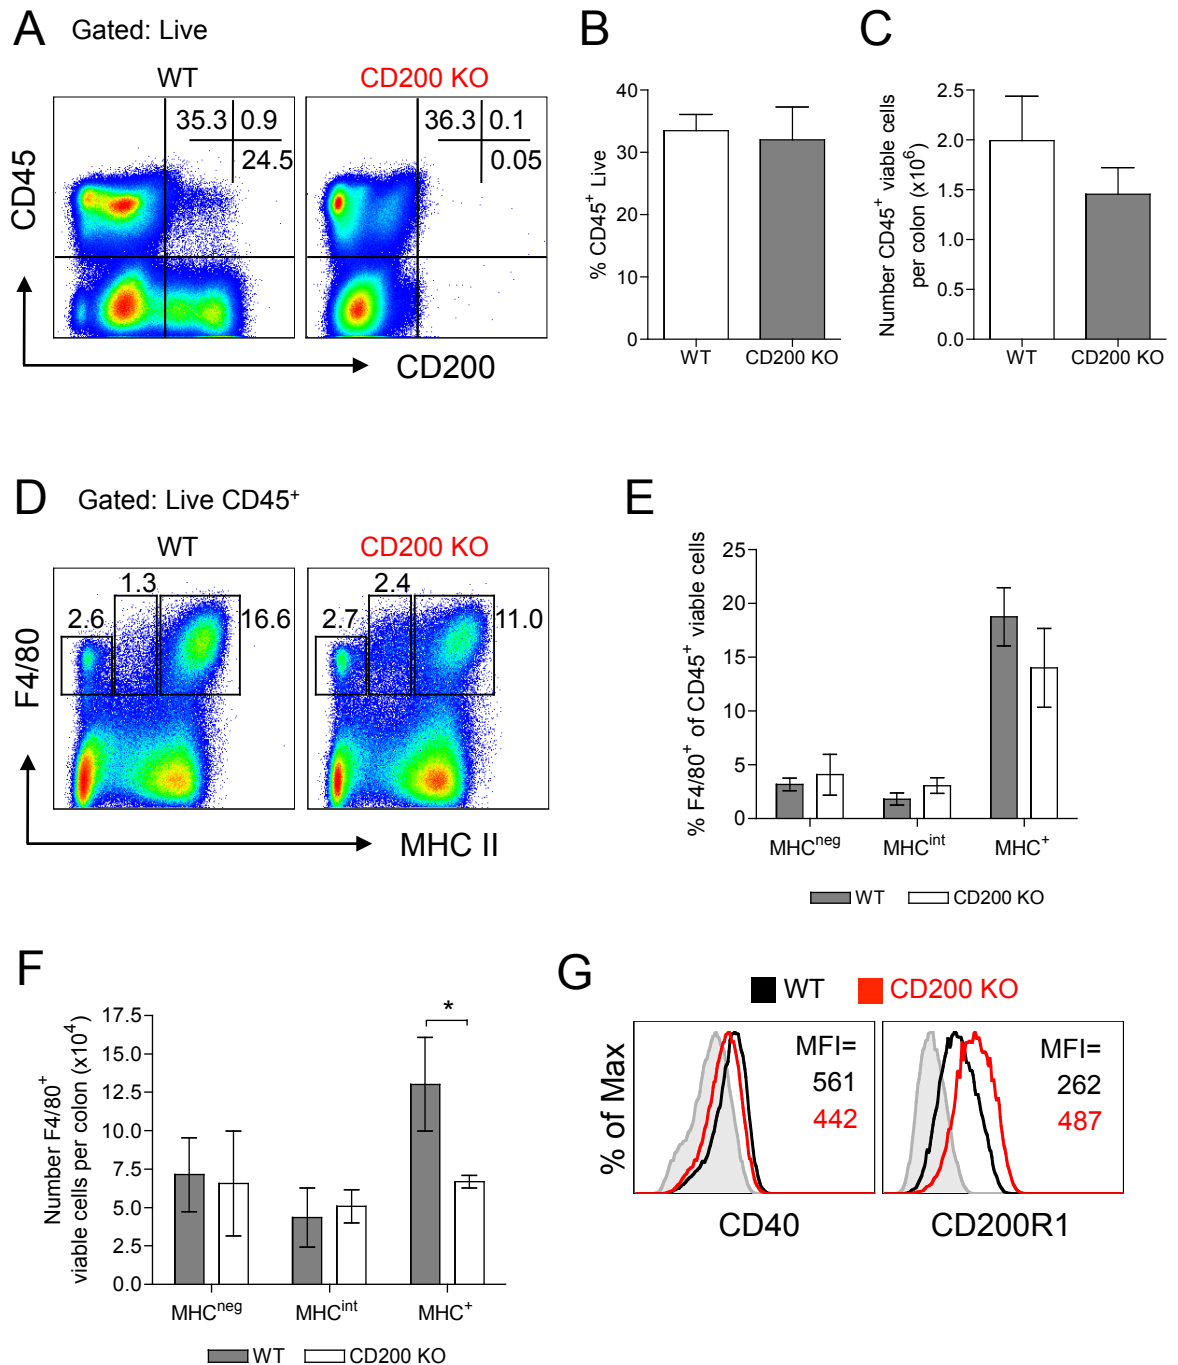 A Gated: Live
WT CD200 KO
35.3 0.9
24.5
36.3 0.1
0.05
CD45
CD200
B
40
30
20
10
0
% CD45⁺ Live
WT CD200 KO
C
2.5
2.0
1.5
1.0
0.5
0.0
Number CD45⁺ viable cells
per colon (x10⁶)
WT CD200 KO
D Gated: Live CD45⁺
WT CD200 KO
2.6 1.3 16.6
2.7 2.4 11.0
F4/80
MHC II
E
25
20
15
10
5
0
% F4/80⁺ of CD45⁺ viable cells
MHCⁿᵉᵍ MHCⁱⁿᵗ MHC⁺
WT CD200 KO
F
17.5
15.0
12.5
10.0
7.5
5.0
2.5
0.0
Number F4/80⁺
viable cells per colon (x10⁴)
*
MHCⁿᵉᵍ MHCⁱⁿᵗ MHC⁺
WT CD200 KO
G
WT CD200 KO
% of Max
MFI=
561
442
CD40
MFI=
262
487
CD200R1